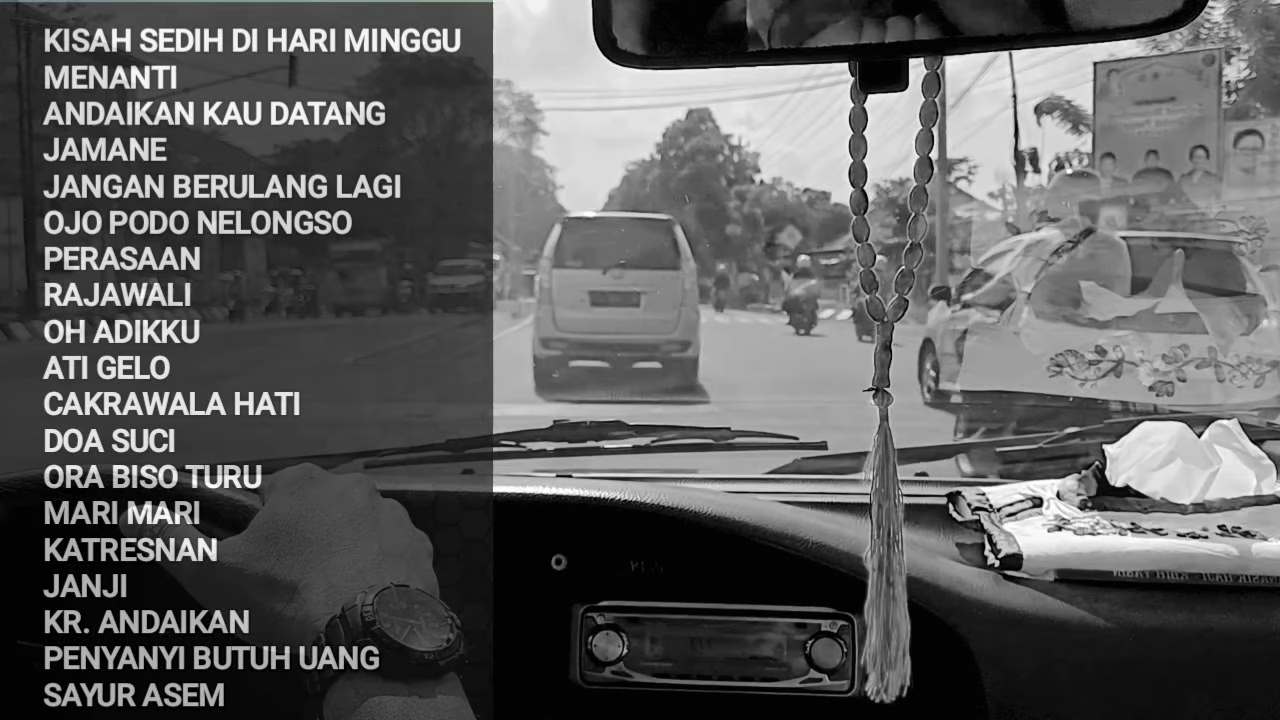 KISAH SEDIH DI HARI MINGGU
MENANTI
ANDAIKAN KAU DATANG
JAMANE
JANGAN BERULANG LAGI
OJO PODO NELONGSO
PERASAAN
RAJAWALI
OH ADIKKU
ATI GELO
CAKRAWALA HATI
DOA SUCI
ORA BISO TURU
MARI MARI
KATRESNAN
JANJI
KR. ANDAIKAN
PENYANYI BUTUH UANG
SAYUR ASEM